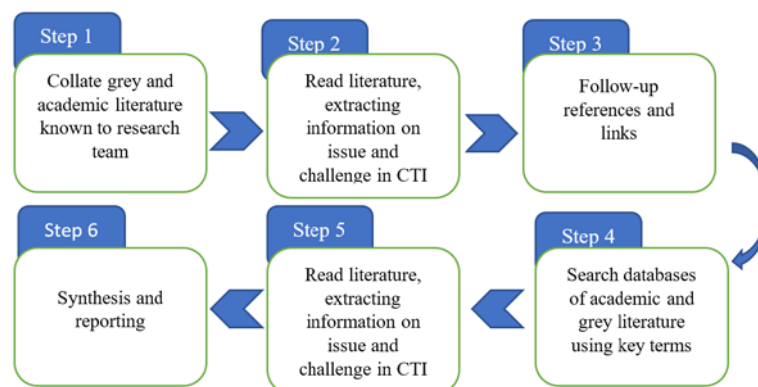 Step 1
Collate grey and
academic literature
known to research
team
Step 2
Read literature,
extracting
information on
issue and
challenge in CTI
Step 3
Follow-up
references and
links
Step 4
Search databases
of academic and
grey literature
using key terms
Step 5
Read literature,
extracting
information on
issue and
challenge in CTI
Step 6
Synthesis and
reporting